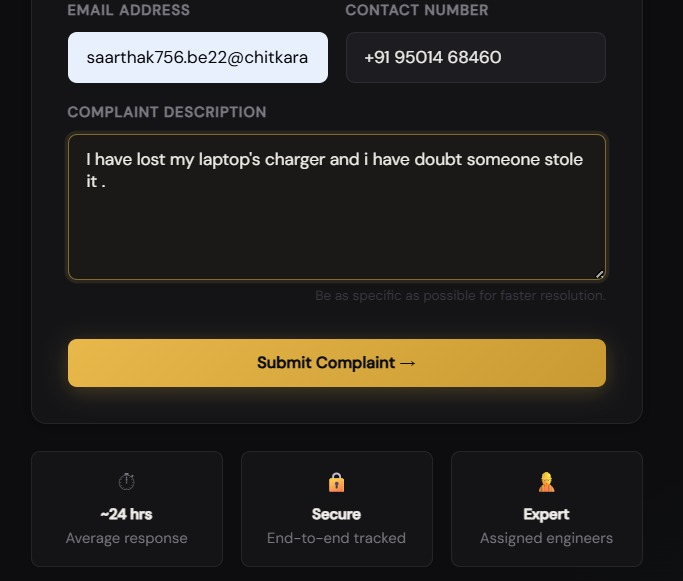 EMAIL ADDRESS
CONTACT NUMBER
saarthak756.be22@chitkara
+91 95014 68460
COMPLAINT DESCRIPTION
I have lost my laptop's charger and i have doubt someone stole
it .
Be as specific as possible for faster resolution.
Submit Complaint →
~24 hrs
Average response
Secure
End-to-end tracked
Expert
Assigned engineers